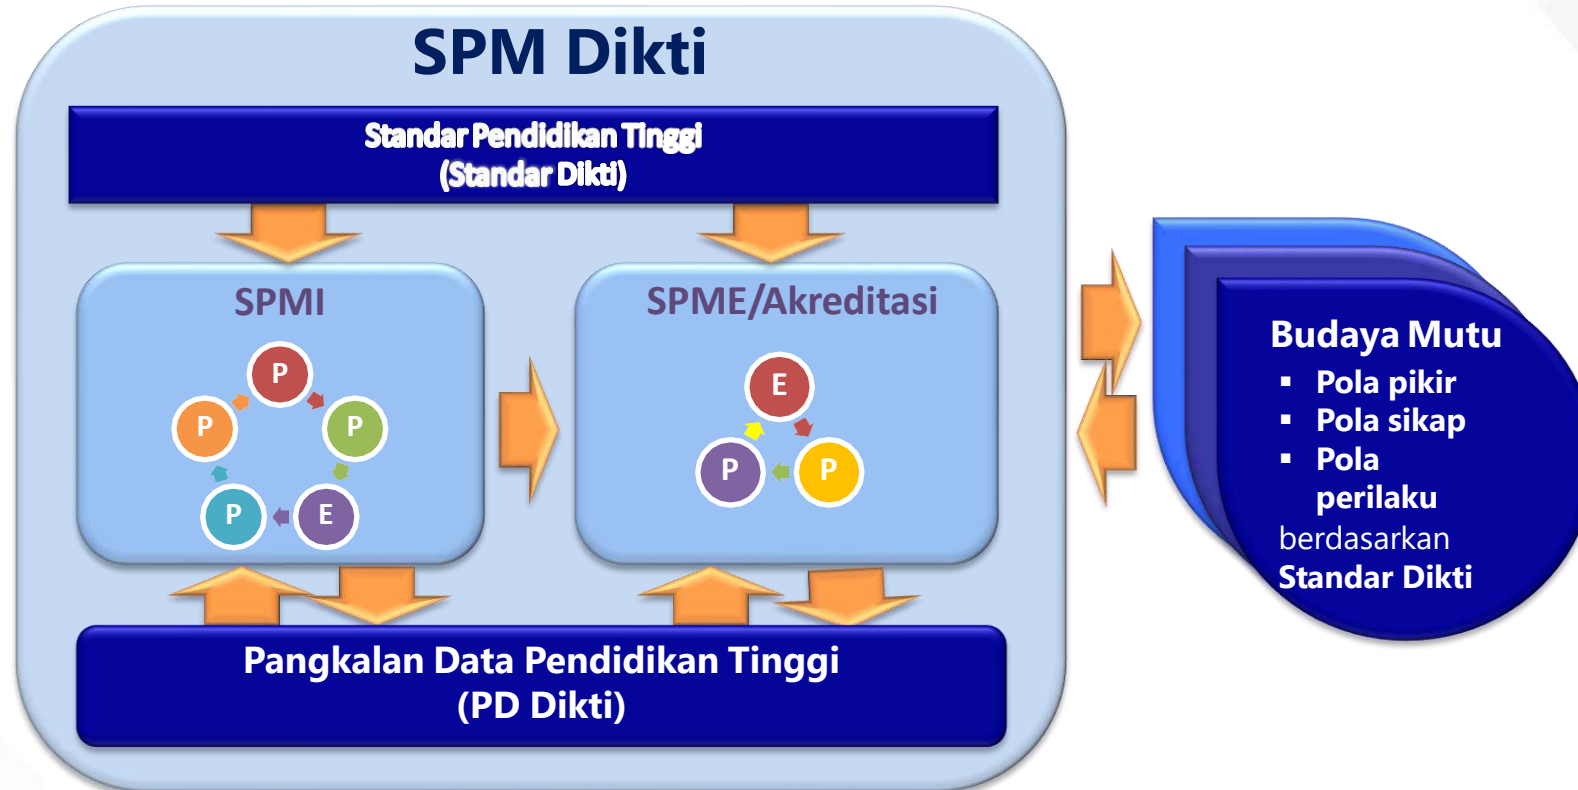 SPM Dikti
Standar Pendidikan Tinggi
(Standar Dikti)
SPMI
P
P
E
P
P
SPME/Akreditasi
E
P
P
Pangkalan Data Pendidikan Tinggi
(PD Dikti)
Budaya Mutu
▪ Pola pikir
▪ Pola sikap
▪ Pola
perilaku
berdasarkan
Standar Dikti